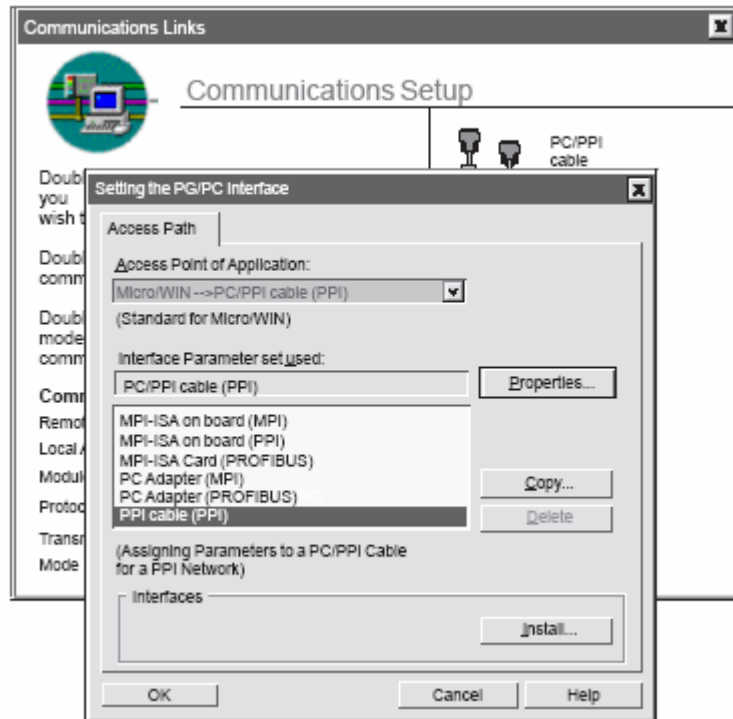 Communications Links
Communications Setup
PC/PPI
cable
Doubl
you
wish t
Doubl
comm
Doubl
mode
comm
Comm
Remot
Local A
Modul
Protoc
Transm
Mode
Setting the PG/PC Interface
Access Path
Access Point of Application:
Micro/WIN -->PC/PPI cable (PPI)
(Standard for Micro/WIN)
Interface Parameter set used:
PC/PPI cable (PPI)
Properties...
MPI-ISA on board (MPI)
MPI-ISA on board (PPI)
MPI-ISA Card (PROFIBUS)
PC Adapter (MPI)
PC Adapter (PROFIBUS)
PPI cable (PPI)
Copy...
Delete
(Assigning Parameters to a PC/PPI Cable
for a PPI Network)
Interfaces
Install...
OK
Cancel
Help